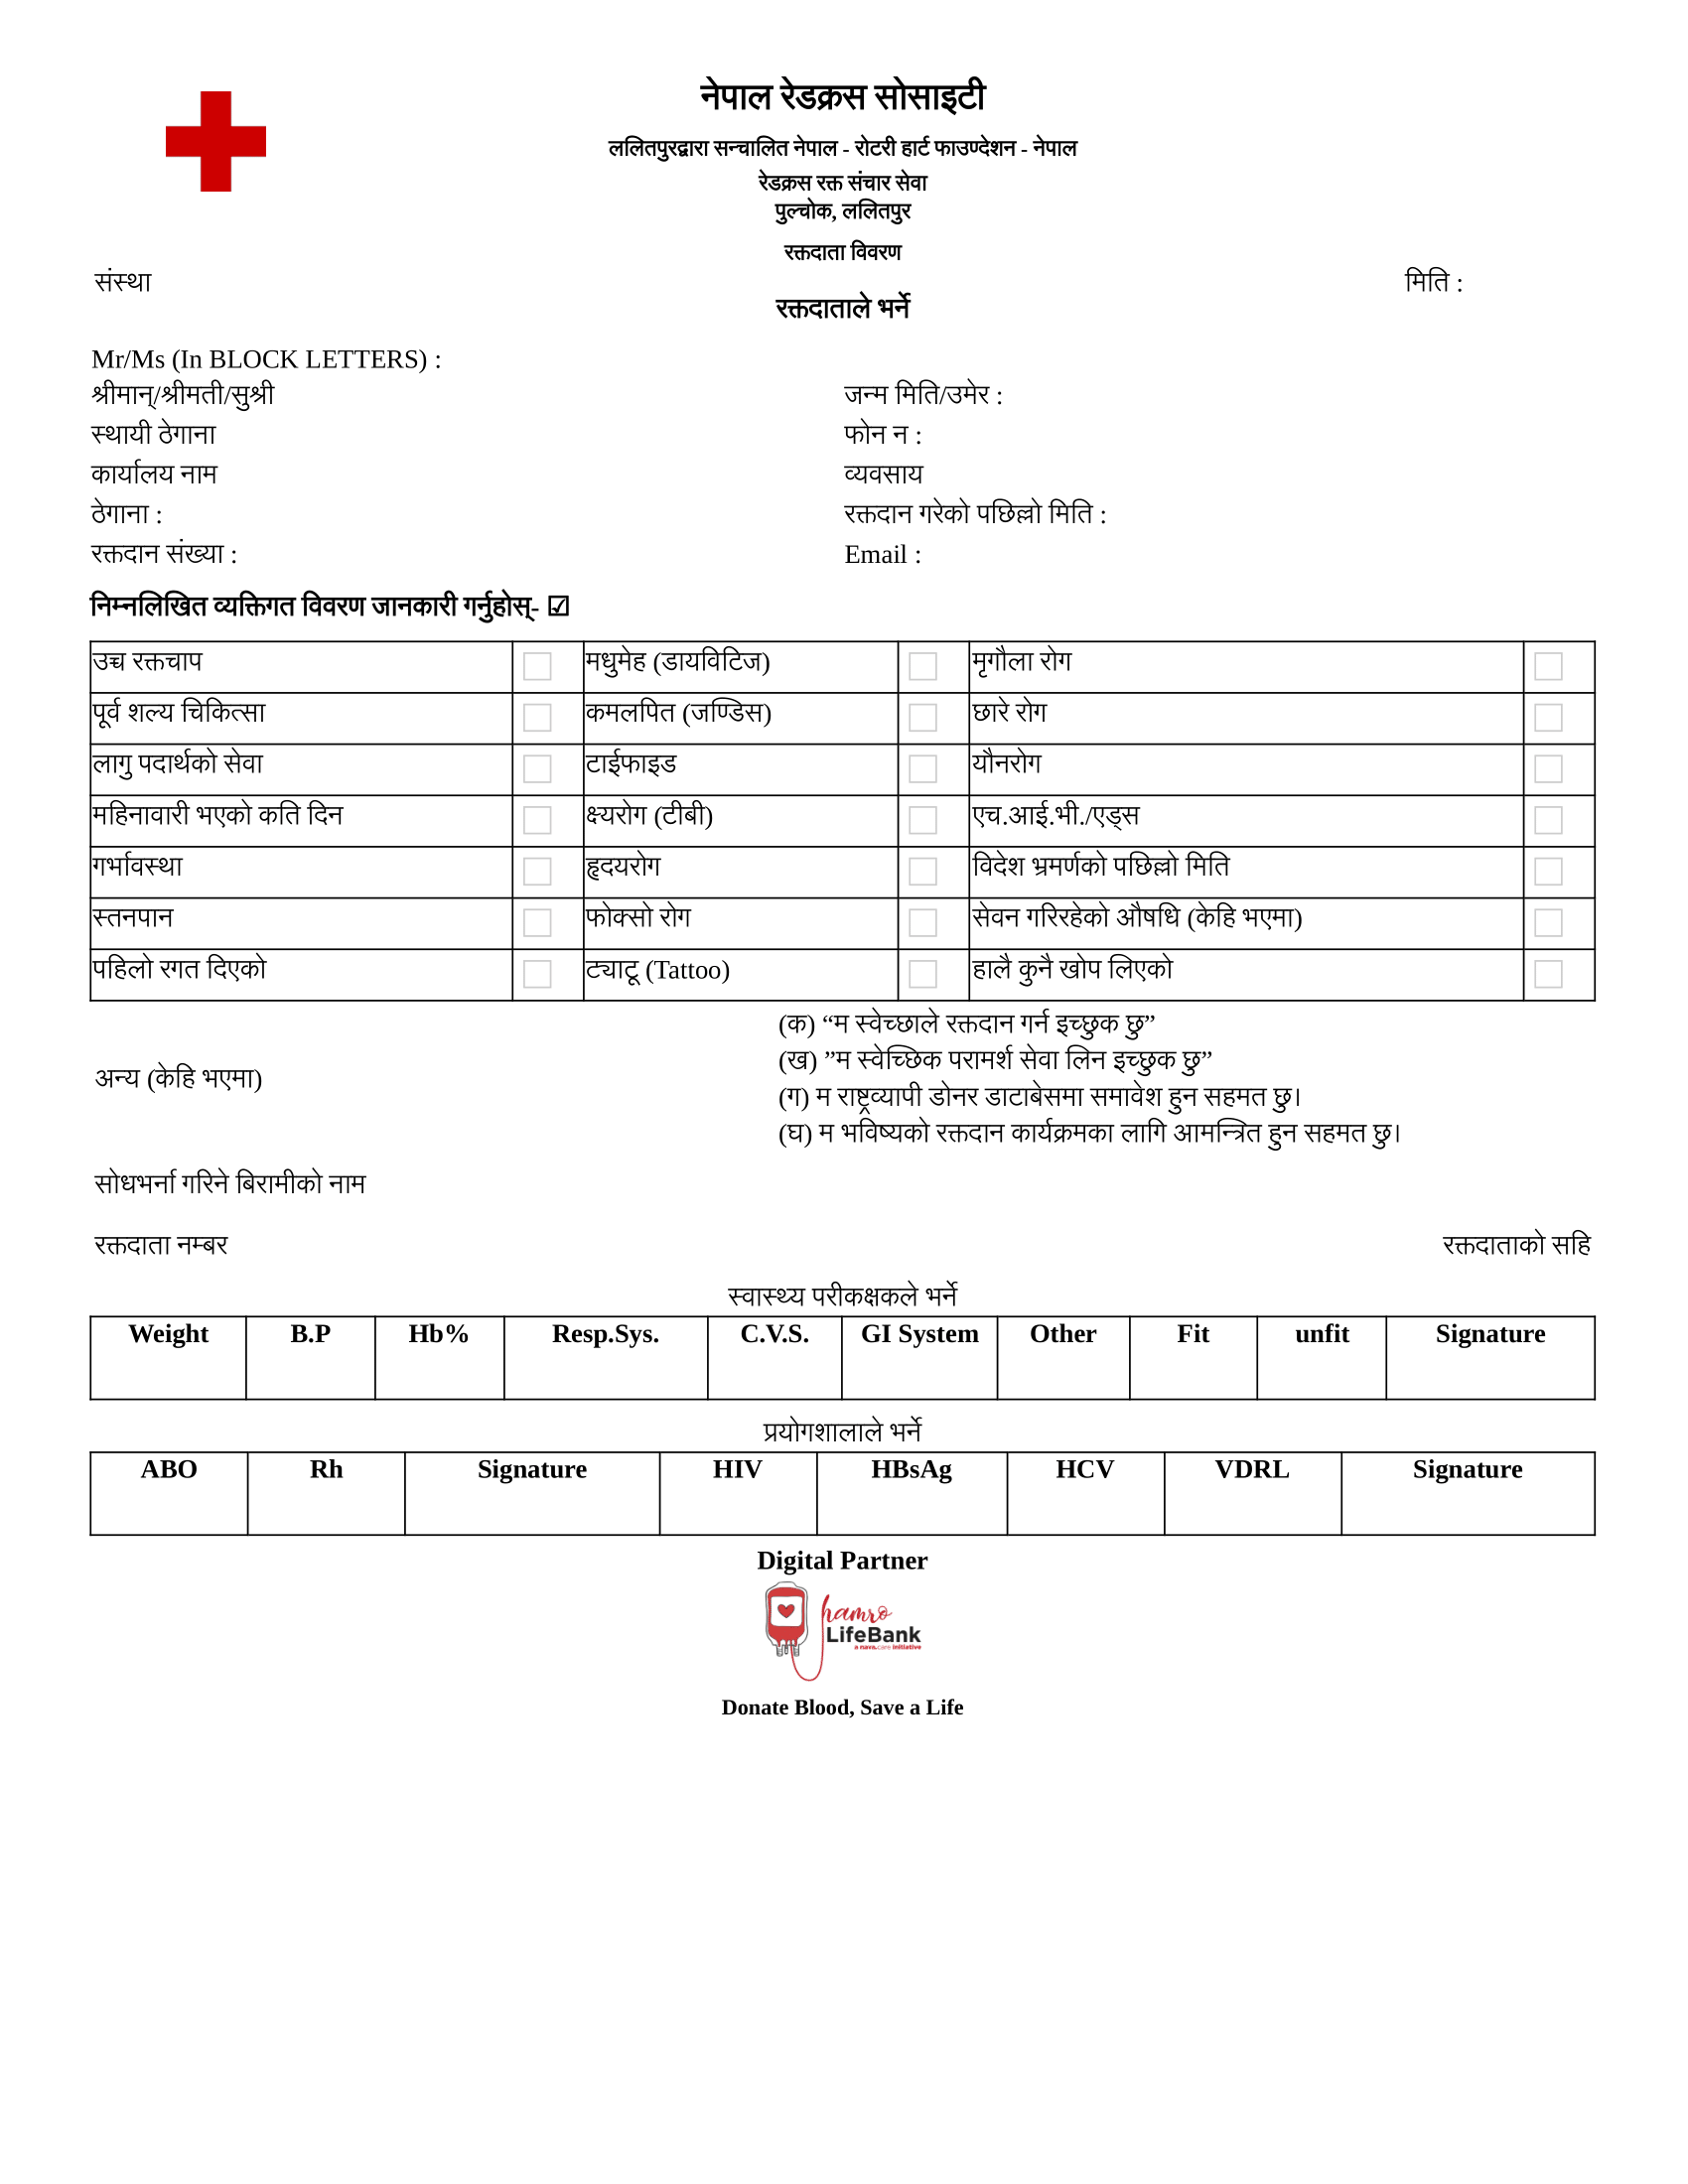 नेपाल रेडक्रस सोसाइटी
ललितपुरद्वारा सन्चालित नेपाल - रोटरी हार्ट फाउण्देशन - नेपाल
रेडक्रस रक्त संचार सेवा
पुल्चोक, ललितपुर
रक्तदाता विवरण
संस्था मिति :
रक्तदाताले भर्ने
Mr/Ms (In BLOCK LETTERS) :
श्रीमान्/श्रीमती/सुश्री जन्म मिति/उमेर :
स्थायी ठेगाना फोन न :
कार्यालय नाम व्यवसाय
ठेगाना : रक्तदान गरेको पछिल्लो मिति :
रक्तदान संख्या : Email :
निम्नलिखित व्यक्तिगत विवरण जानकारी गर्नुहोस्- ☑
उच्च रक्तचाप मधुमेह (डायविटिज) मृगौला रोग
पूर्व शल्य चिकित्सा कमलपित (जण्डिस) छारे रोग
लागु पदार्थको सेवा टाईफाइड यौनरोग
महिनावारी भएको कति दिन क्ष्यरोग (टीबी) एच.आई.भी./एड्स
गर्भावस्था हृदयरोग विदेश भ्रमर्णको पछिल्लो मिति
स्तनपान फोक्सो रोग सेवन गरिरहेको औषधि (केहि भएमा)
पहिलो रगत दिएको ट्याटू (Tattoo) हालै कुनै खोप लिएको
(क) “म स्वेच्छाले रक्तदान गर्न इच्छुक छु”
(ख) ”म स्वेच्छिक परामर्श सेवा लिन इच्छुक छु”
अन्य (केहि भएमा)
(ग) म राष्ट्रव्यापी डोनर डाटाबेसमा समावेश हुन सहमत छु।
(घ) म भविष्यको रक्तदान कार्यक्रमका लागि आमन्त्रित हुन सहमत छु।
सोधभर्ना गरिने बिरामीको नाम
रक्तदाता नम्बर रक्तदाताको सहि
स्वास्थ्य परीकक्षकले भर्ने
Weight B.P Hb% Resp.Sys. C.V.S. GI System Other Fit unfit Signature
प्रयोगशालाले भर्ने
ABO Rh Signature HIV HBsAg HCV VDRL Signature
Digital Partner
hamro
LifeBank
a nava.care initiative
Donate Blood, Save a Life